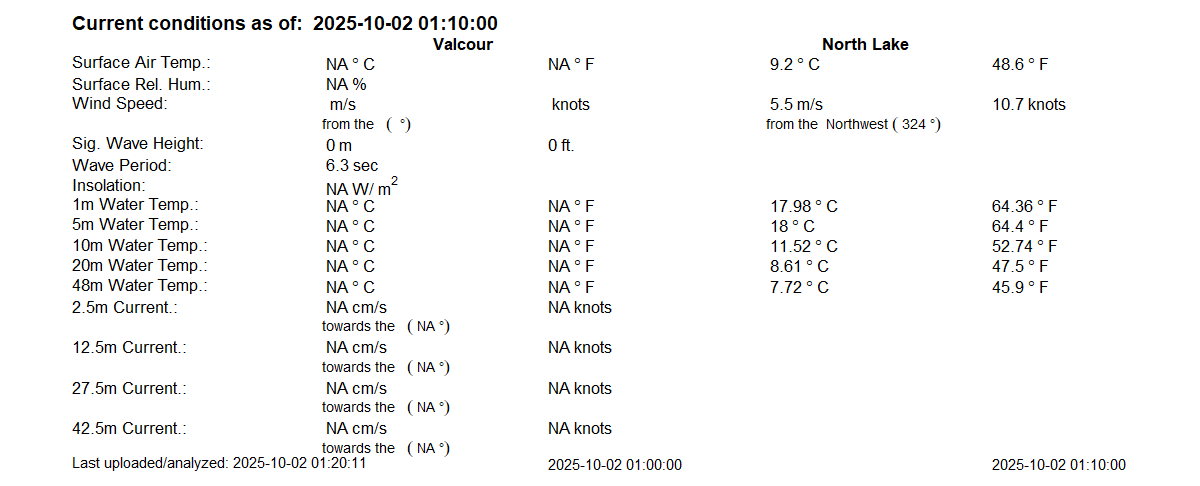 Current conditions as of: 2025-10-02 01:10:00
Valcour North Lake
Surface Air Temp.: NA ° C NA ° F 9.2 ° C 48.6 ° F
Surface Rel. Hum.: NA %
Wind Speed: m/s knots 5.5 m/s 10.7 knots
from the ( °) from the Northwest ( 324 °)
Sig. Wave Height: 0 m 0 ft.
Wave Period: 6.3 sec
Insolation: NA W/ m²
1m Water Temp.: NA ° C NA ° F 17.98 ° C 64.36 ° F
5m Water Temp.: NA ° C NA ° F 18 ° C 64.4 ° F
10m Water Temp.: NA ° C NA ° F 11.52 ° C 52.74 ° F
20m Water Temp.: NA ° C NA ° F 8.61 ° C 47.5 ° F
48m Water Temp.: NA ° C NA ° F 7.72 ° C 45.9 ° F
2.5m Current.: NA cm/s NA knots
towards the ( NA °)
12.5m Current.: NA cm/s NA knots
towards the ( NA °)
27.5m Current.: NA cm/s NA knots
towards the ( NA °)
42.5m Current.: NA cm/s NA knots
towards the ( NA °)
Last uploaded/analyzed: 2025-10-02 01:20:11 2025-10-02 01:00:00 2025-10-02 01:10:00